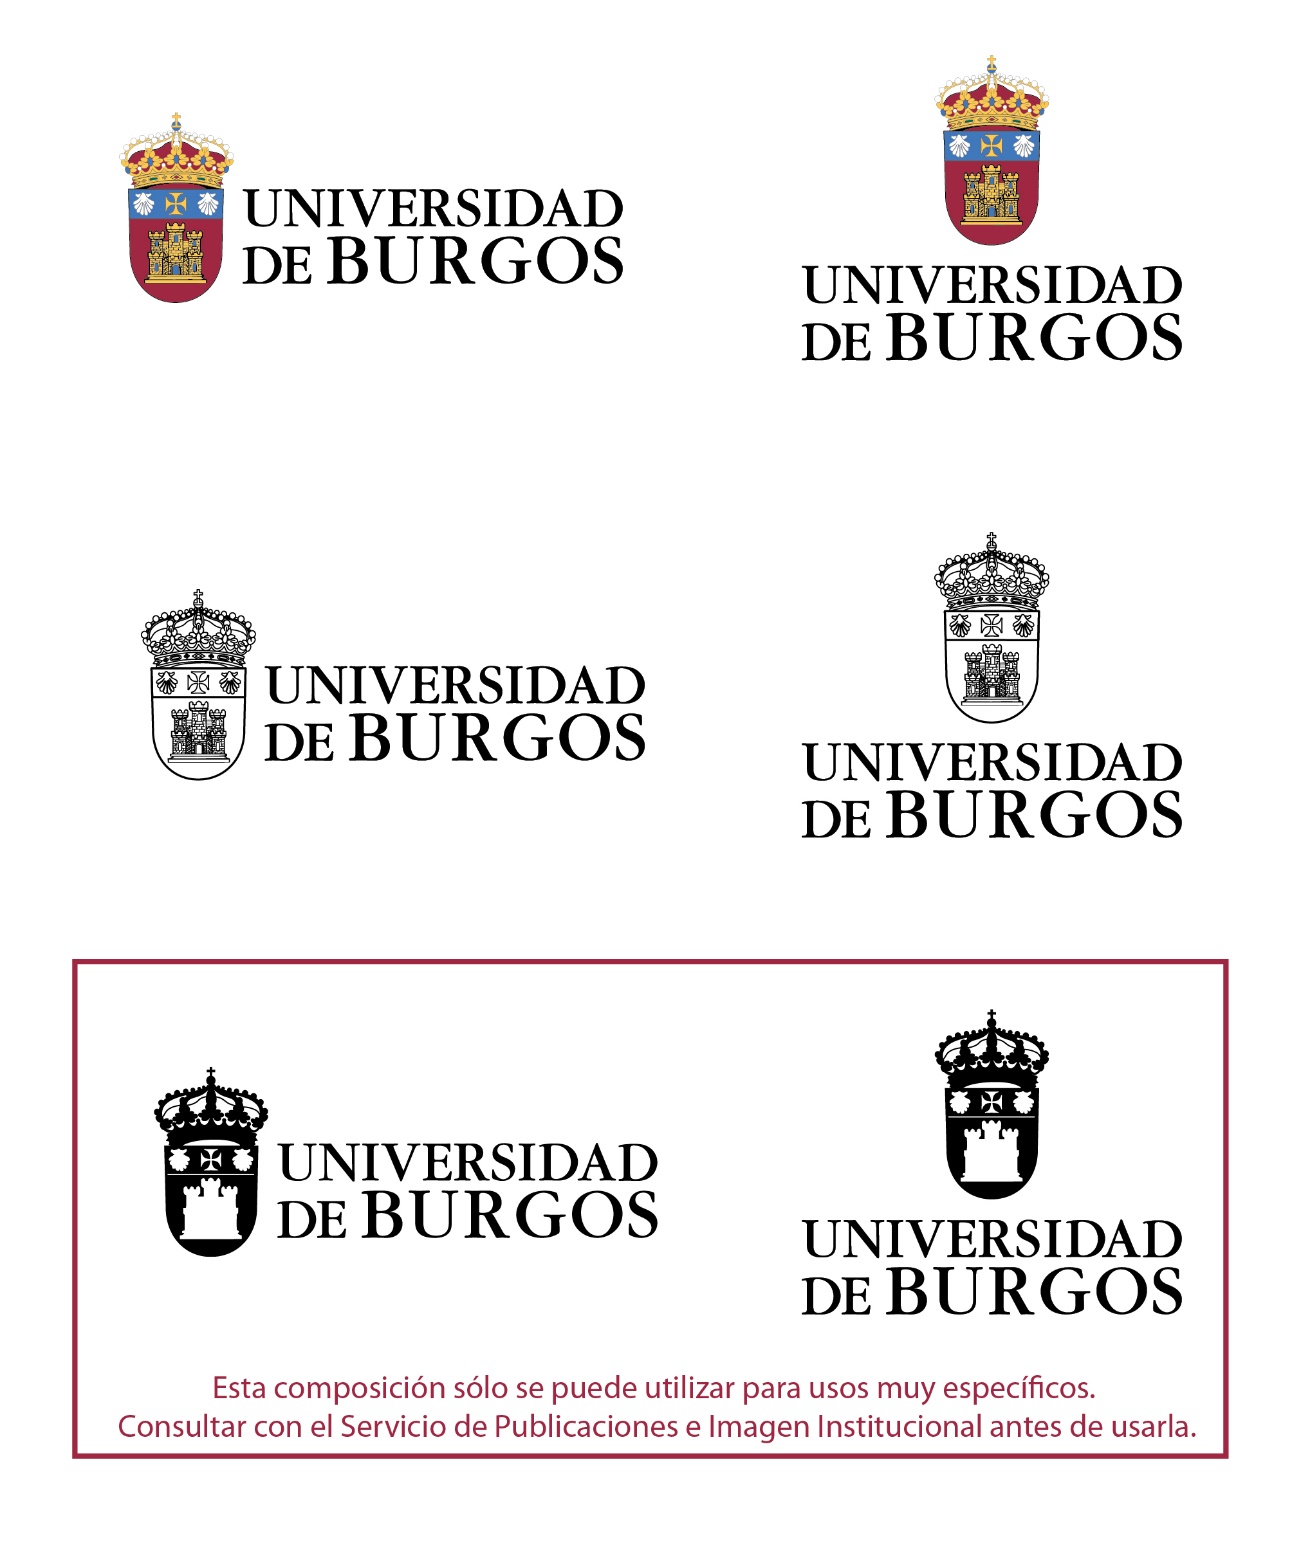 UNIVERSIDAD
DE BURGOS
UNIVERSIDAD
DE BURGOS
UNIVERSIDAD
DE BURGOS
UNIVERSIDAD
DE BURGOS
UNIVERSIDAD
DE BURGOS
UNIVERSIDAD
DE BURGOS
Esta composición sólo se puede utilizar para usos muy específicos.
Consultar con el Servicio de Publicaciones e Imagen Institucional antes de usarla.